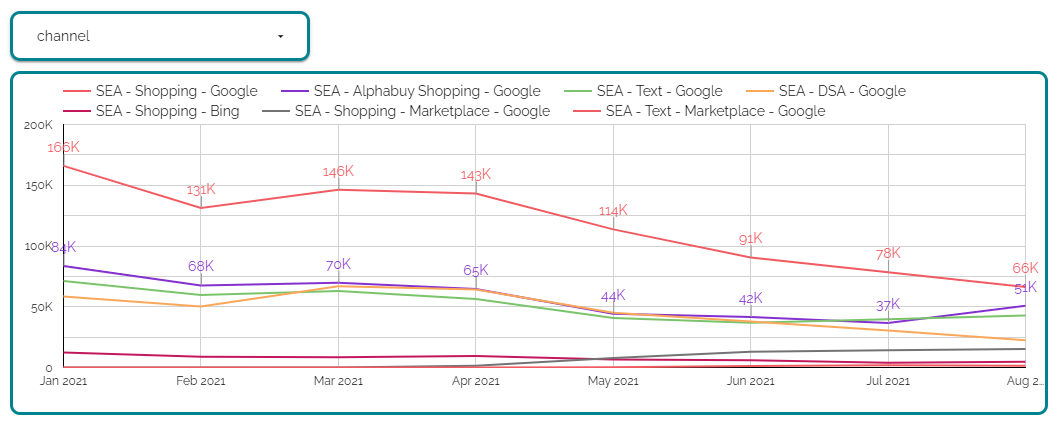 channel
SEA - Shopping - Google SEA - Alphabuy Shopping - Google SEA - Text - Google SEA - DSA - Google
SEA - Shopping - Bing SEA - Shopping - Marketplace - Google SEA - Text - Marketplace - Google
200K
166K
146K
143K
131K
150K
114K
91K
100K
84K
78K
68K
70K
65K
66K
51K
44K
42K
37K
50K
0
Jan 2021 Feb 2021 Mar 2021 Apr 2021 May 2021 Jun 2021 Jul 2021 Aug 2...